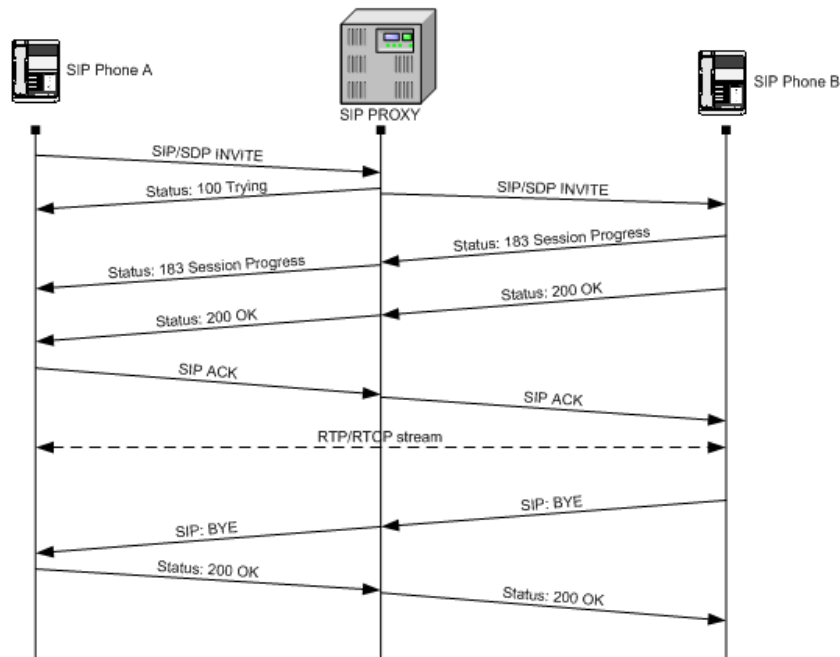 SIP Phone A
SIP PROXY
SIP Phone B
SIP/SDP INVITE
Status: 100 Trying
SIP/SDP INVITE
Status: 183 Session Progress
Status: 183 Session Progress
Status: 200 OK
Status: 200 OK
SIP ACK
SIP ACK
RTP/RTCP stream
SIP: BYE
SIP: BYE
Status: 200 OK
Status: 200 OK